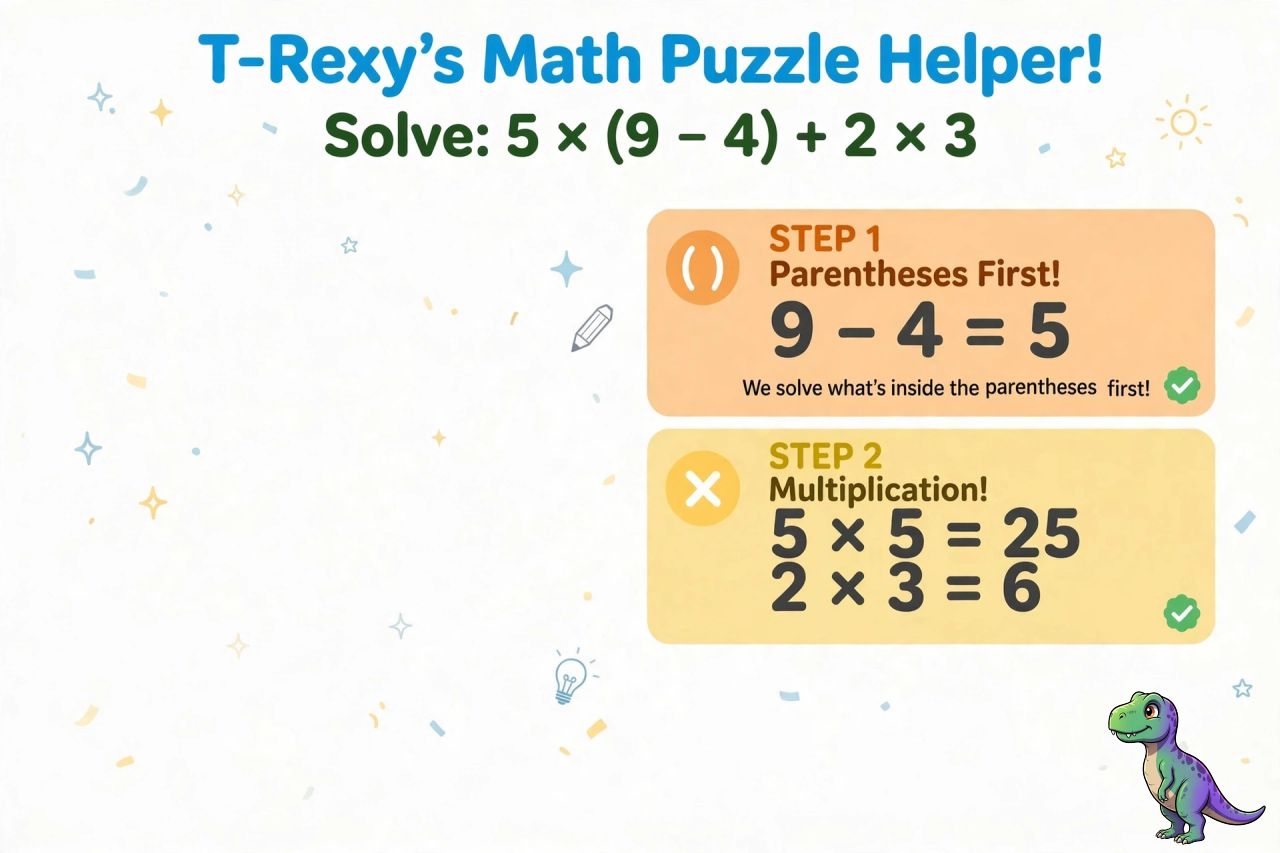 T-Rexy’s Math Puzzle Helper!
Solve: 5 × (9 – 4) + 2 × 3
( )
STEP 1
Parentheses First!
9 – 4 = 5
We solve what’s inside the parentheses first!
STEP 2
Multiplication!
5 × 5 = 25
2 × 3 = 6